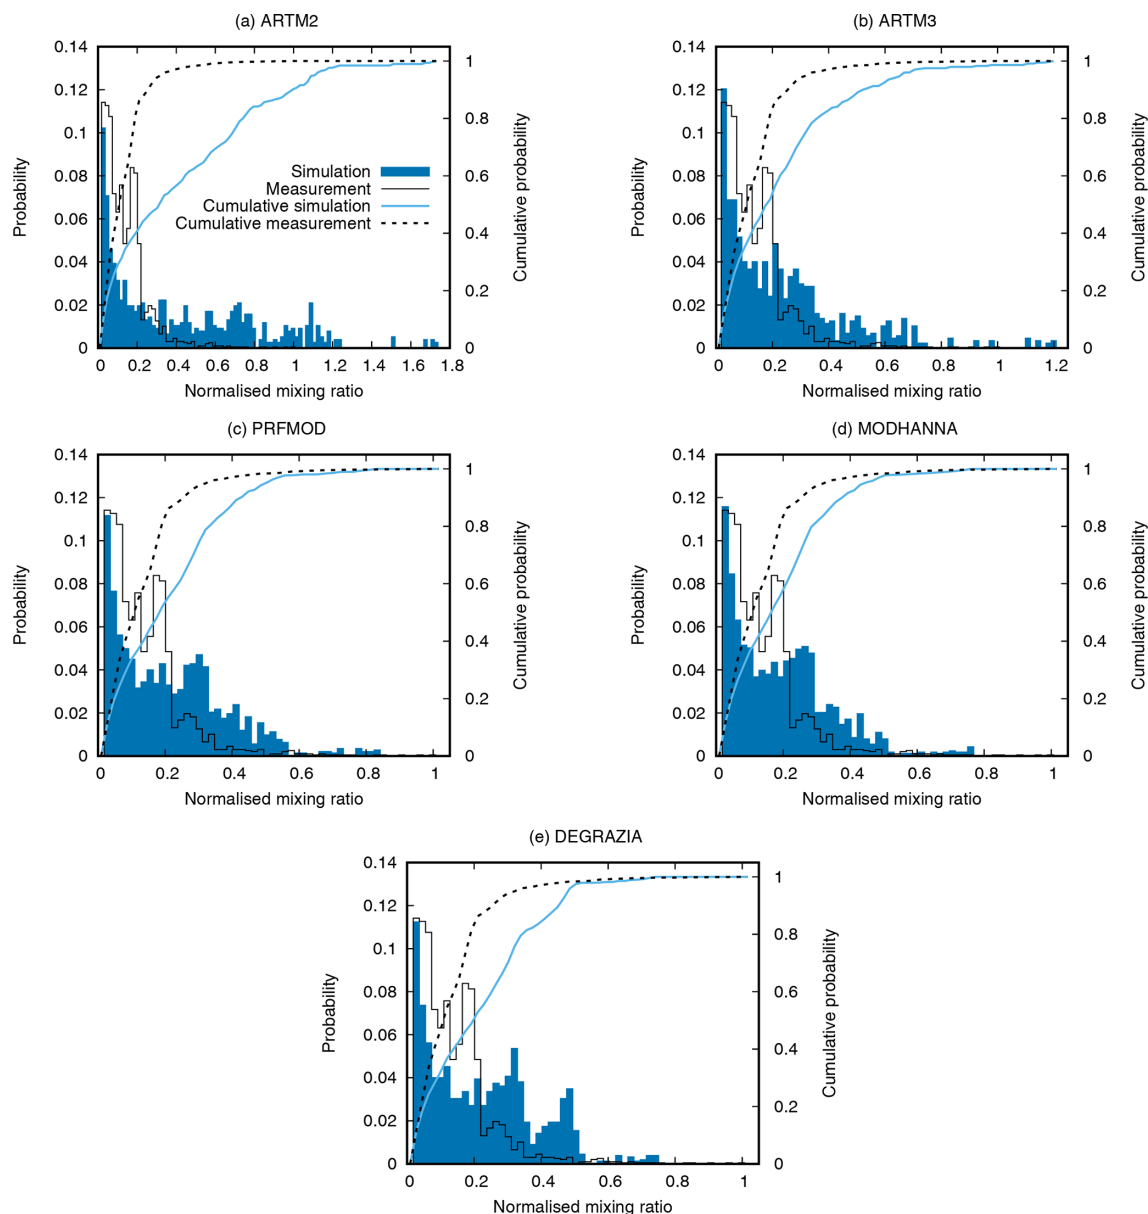 (a) ARTM2
0.14
0.12
0.1
0.08
0.06
0.04
0.02
0
Probability
0 0.2 0.4 0.6 0.8 1 1.2 1.4 1.6 1.8
Normalised mixing ratio
1
0.8
0.6
0.4
0.2
0
Cumulative probability
Simulation
Measurement
Cumulative simulation
Cumulative measurement
(b) ARTM3
0.14
0.12
0.1
0.08
0.06
0.04
0.02
0
Probability
0 0.2 0.4 0.6 0.8 1 1.2
Normalised mixing ratio
1
0.8
0.6
0.4
0.2
0
Cumulative probability
(c) PRFMOD
0.14
0.12
0.1
0.08
0.06
0.04
0.02
0
Probability
0 0.2 0.4 0.6 0.8 1
Normalised mixing ratio
1
0.8
0.6
0.4
0.2
0
Cumulative probability
(d) MODHANNA
0.14
0.12
0.1
0.08
0.06
0.04
0.02
0
Probability
0 0.2 0.4 0.6 0.8 1
Normalised mixing ratio
1
0.8
0.6
0.4
0.2
0
Cumulative probability
(e) DEGRAZIA
0.14
0.12
0.1
0.08
0.06
0.04
0.02
0
Probability
0 0.2 0.4 0.6 0.8 1
Normalised mixing ratio
1
0.8
0.6
0.4
0.2
0
Cumulative probability